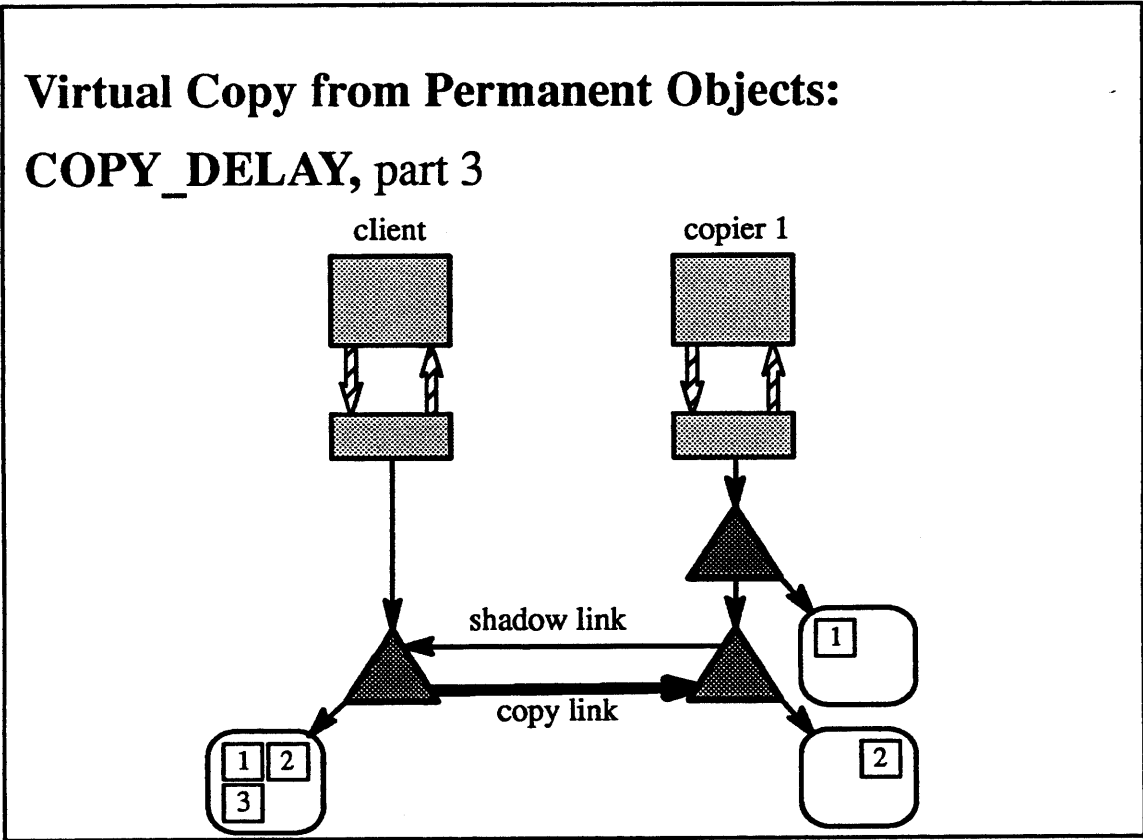 Virtual Copy from Permanent Objects:
COPY_DELAY, part 3
client
copier 1
shadow link
1
copy link
1 2
2
3